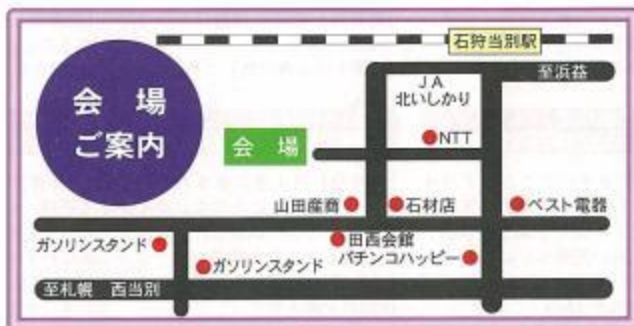 石狩当別駅
至浜益
会　場
ご案内
JA
北いしかり
NTT
会　場
山田産商
石材店
ベスト電器
ガソリンスタンド
田西会館
ガソリンスタンド
パチンコハッピー
至札幌　西当別